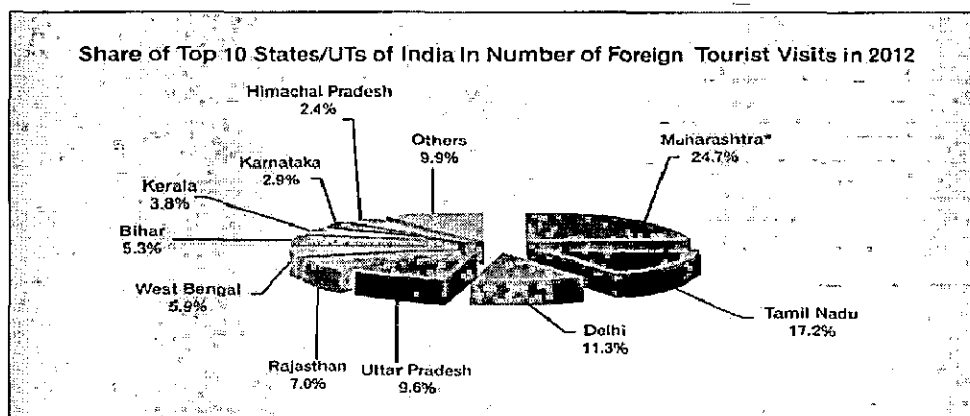 Share of Top 10 States/UTs of India In Number of Foreign Tourist Visits in 2012
Himachal Pradesh
2.4%
Others
9.9%
Maharashtra*
24.7%
Karnataka
2.9%
Kerala
3.8%
Bihar
5.3%
West Bengal
5.9%
Rajasthan
7.0%
Uttar Pradesh
9.6%
Delhi
11.3%
Tamil Nadu
17.2%